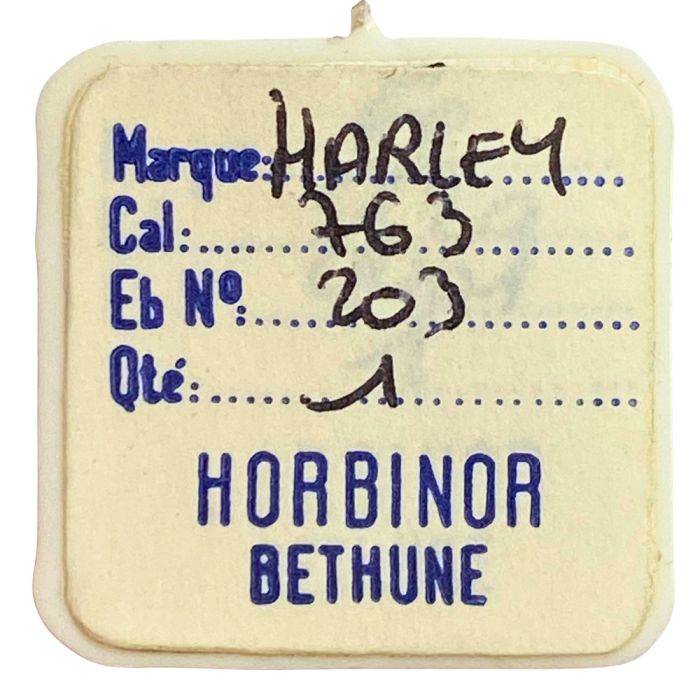 Marque: HARLEY
Cal: 763
Eb Nº: 203
Qté: 1
HORBINOR
BETHUNE